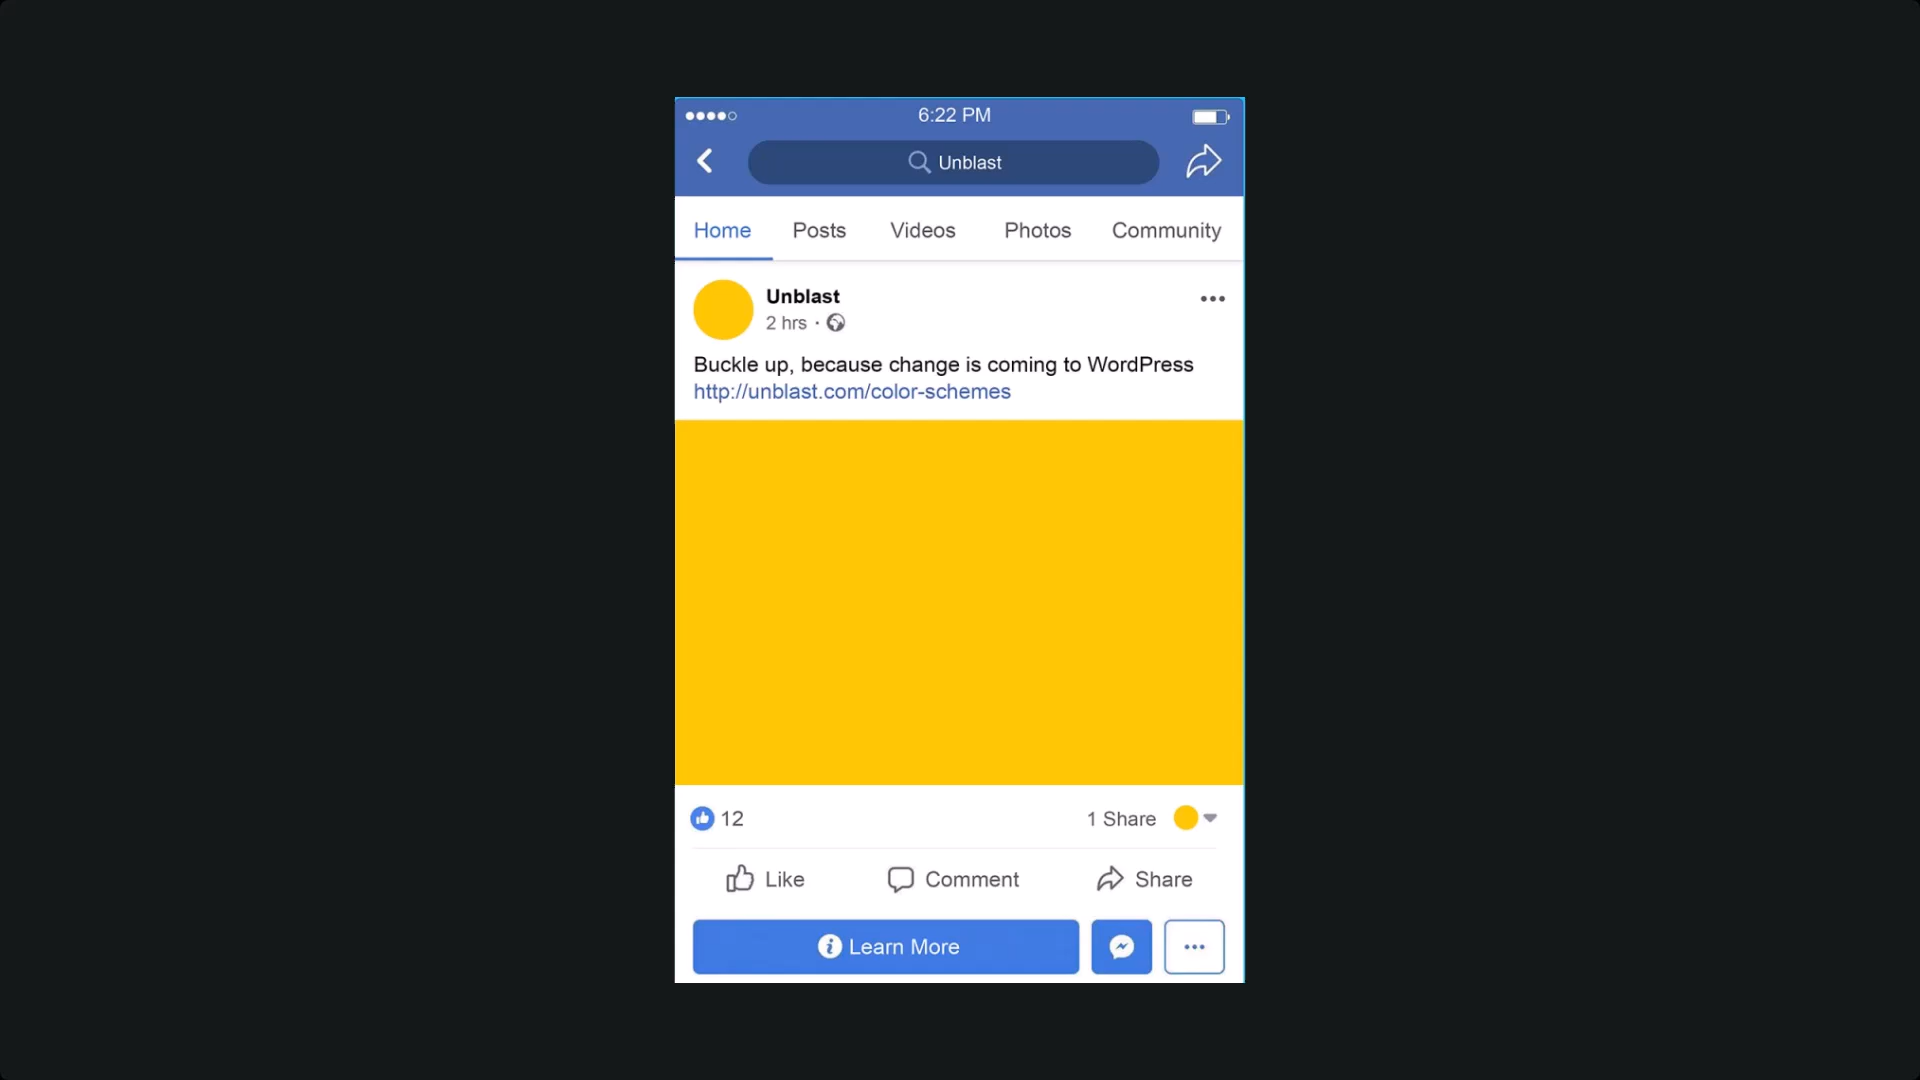 6:22 PM
Unblast
Home Posts Videos Photos Community
Unblast
2 hrs ·
Buckle up, because change is coming to WordPress
http://unblast.com/color-schemes
12 1 Share
Like Comment Share
Learn More